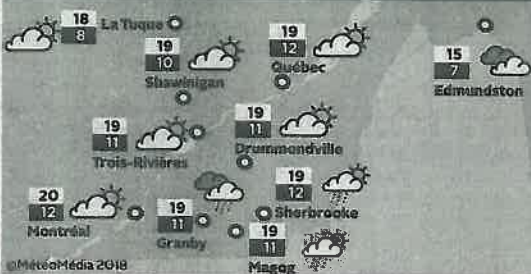 18
8
La Tuque
19
10
Shawinigan
19
12
Québec
15
7
Edmundston
19
11
Trois-Rivières
19
11
Drummondville
20
12
Montréal
19
11
Granby
19
12
Sherbrooke
19
11
Magog
©MétéoMédia 2018